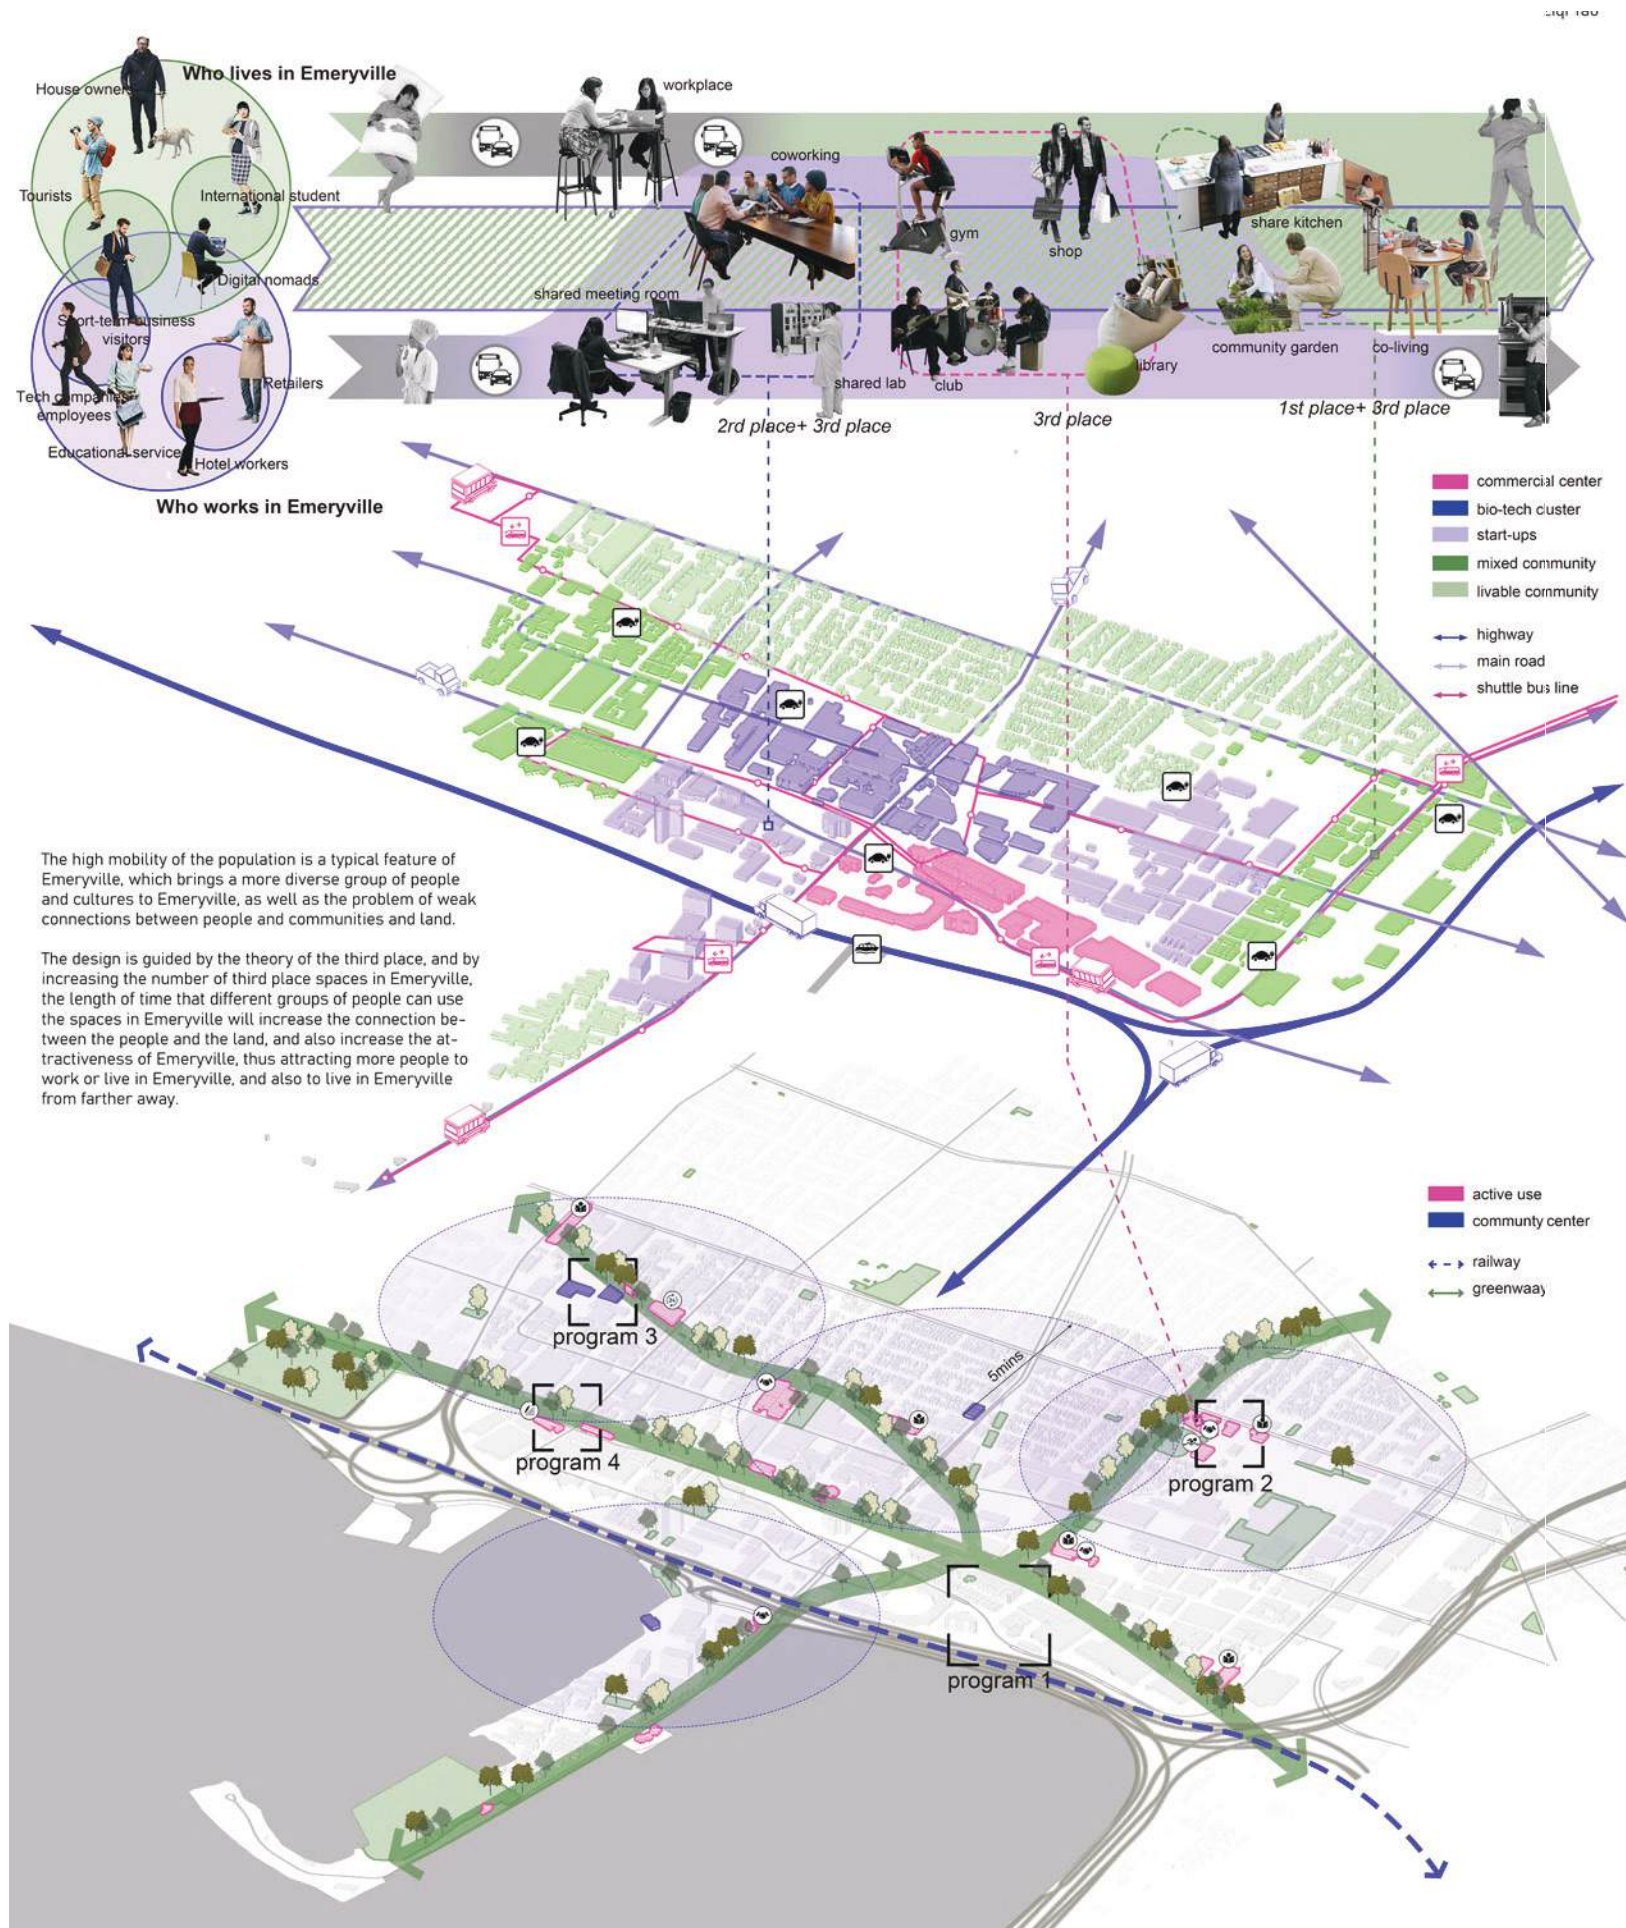 Who lives in Emeryville
House owners
Tourists
International student
Digital nomads
Short-term business
visitors
Tech companies
employees
Retailers
Educational service
Hotel workers
Who works in Emeryville
workplace
coworking
gym
shop
share kitchen
shared meeting room
shared lab
club
library
community garden
co-living
2rd place+ 3rd place
3rd place
1st place+ 3rd place
commercial center
bio-tech cluster
start-ups
mixed community
livable community
highway
main road
shuttle bus line
The high mobility of the population is a typical feature of
Emeryville, which brings a more diverse group of people
and cultures to Emeryville, as well as the problem of weak
connections between people and communities and land.
The design is guided by the theory of the third place, and by
increasing the number of third place spaces in Emeryville,
the length of time that different groups of people can use
the spaces in Emeryville will increase the connection be-
tween the people and the land, and also increase the at-
tractiveness of Emeryville, thus attracting more people to
work or live in Emeryville, and also to live in Emeryville
from farther away.
active use
communty center
railway
greenwaay
program 3
5mins
program 4
program 2
program 1